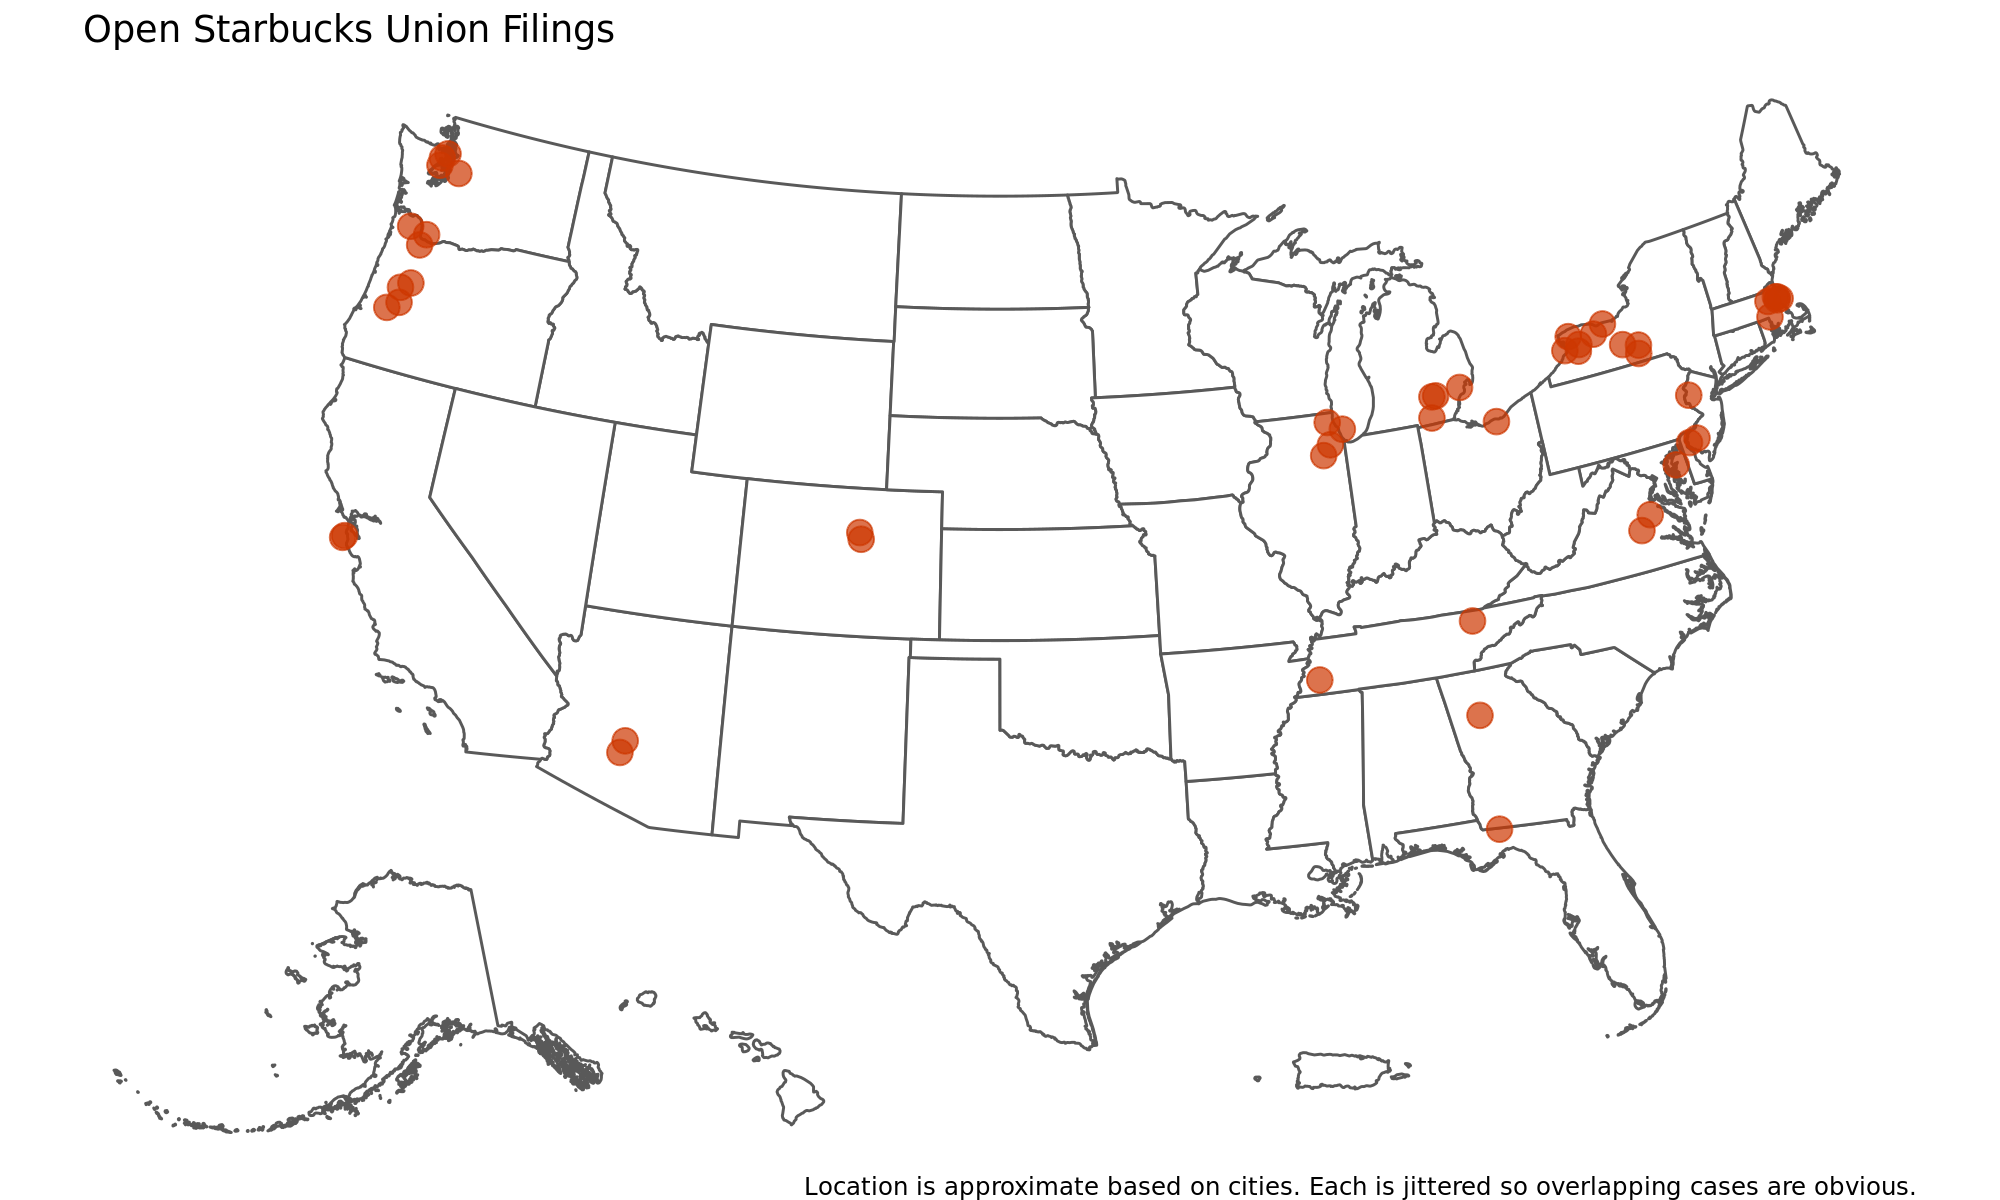 Open Starbucks Union Filings
Location is approximate based on cities. Each is jittered so overlapping cases are obvious.